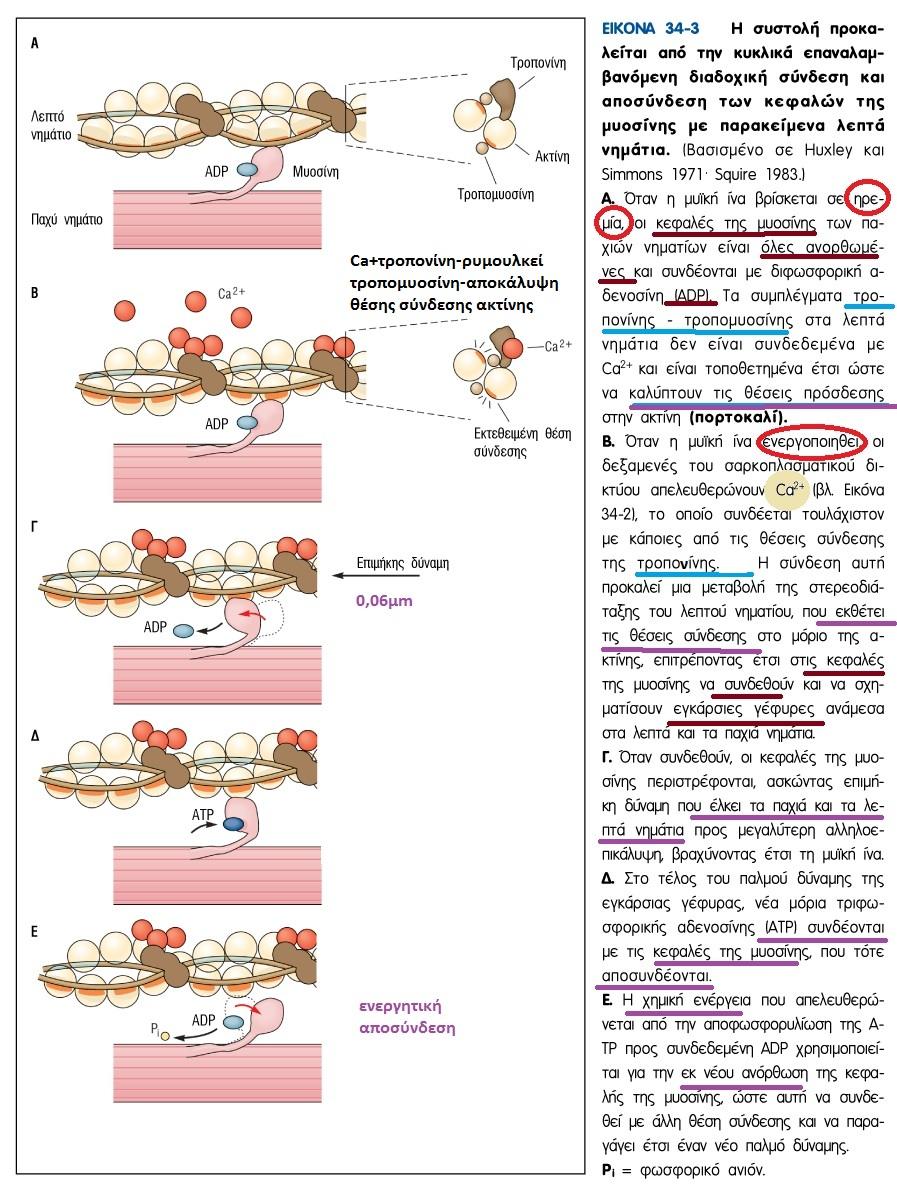 Α
Τροπονίνη
Λεπτό
νημάτιο
ADP
Μυοσίνη
Ακτίνη
Τροπομυοσίνη
Παχύ νημάτιο
Ca+τροπονίνη-ρυμουλκεί
τροπομυοσίνη-αποκάλυψη
θέσης σύνδεσης ακτίνης
Β
Ca2+
Ca2+
ADP
Εκτεθειμένη θέση
σύνδεσης
Γ
Επιμήκης δύναμη
0,06μm
ADP
Δ
ATP
Ε
ADP
Pi
ενεργητική
αποσύνδεση
ΕΙΚΟΝΑ 34-3 Η συστολή προκα-
λείται από την κυκλικά επαναλαμ-
βανόμενη διαδοχική σύνδεση και
αποσύνδεση των κεφαλών της
μυοσίνης με παρακείμενα λεπτά
νημάτια. (Βασισμένο σε Huxley και
Simmons 1971· Squire 1983.)
Α. Όταν η μυϊκή ίνα βρίσκεται σε ηρε-
μία, οι κεφαλές της μυοσίνης των πα-
χιών νηματίων είναι όλες ανορθωμέ-
νες και συνδέονται με διφωσφορική α-
δενοσίνη (ADP). Τα συμπλέγματα τρο-
πονίνης - τροπομυοσίνης στα λεπτά
νημάτια δεν είναι συνδεδεμένα με
Ca2+ και είναι τοποθετημένα έτσι ώστε
να καλύπτουν τις θέσεις πρόσδεσης
στην ακτίνη (πορτοκαλί).
Β. Όταν η μυϊκή ίνα ενεργοποιηθεί, οι
δεξαμενές του σαρκοπλασματικού δι-
κτύου απελευθερώνουν Ca2+ (βλ. Εικόνα
34-2), το οποίο συνδέεται τουλάχιστον
με κάποιες από τις θέσεις σύνδεσης
της τροπονίνης. Η σύνδεση αυτή
προκαλεί μια μεταβολή της στερεοδιά-
ταξης του λεπτού νηματίου, που εκθέτει
τις θέσεις σύνδεσης στο μόριο της α-
κτίνης, επιτρέποντας έτσι στις κεφαλές
της μυοσίνης να συνδεθούν και να σχη-
ματίσουν εγκάρσιες γέφυρες ανάμεσα
στα λεπτά και τα παχιά νημάτια.
Γ. Όταν συνδεθούν, οι κεφαλές της μυο-
σίνης περιστρέφονται, ασκώντας επιμή-
κη δύναμη που έλκει τα παχιά και τα λε-
πτά νημάτια προς μεγαλύτερη αλληλοε-
πικάλυψη, βραχύνοντας έτσι τη μυϊκή ίνα.
Δ. Στο τέλος του παλμού δύναμης της
εγκάρσιας γέφυρας, νέα μόρια τριφω-
σφορικής αδενοσίνης (ATP) συνδέονται
με τις κεφαλές της μυοσίνης, που τότε
αποσυνδέονται.
Ε. Η χημική ενέργεια που απελευθερώ-
νεται από την αποφωσφορυλίωση της Α-
ΤΡ προς συνδεδεμένη ADP χρησιμοποιεί-
ται για την εκ νέου ανόρθωση της κεφα-
λής της μυοσίνης, ώστε αυτή να συνδε-
θεί με άλλη θέση σύνδεσης και να παρα-
γάγει έτσι έναν νέο παλμό δύναμης.
Pi = φωσφορικό ανιόν.